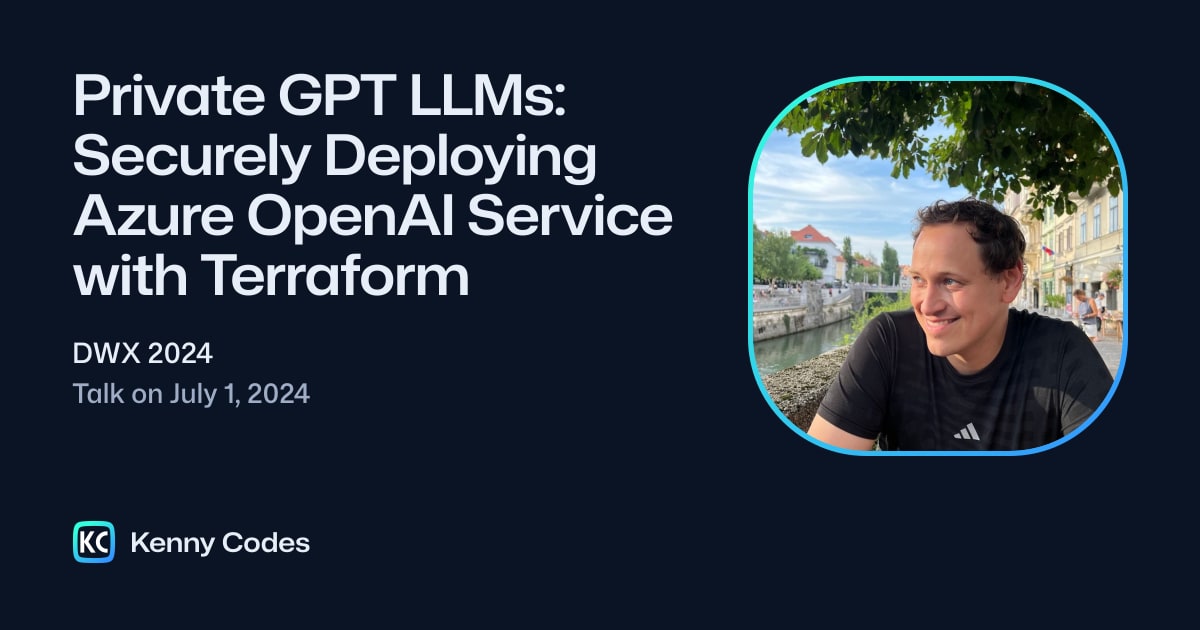 Private GPT LLMs:
Securely Deploying
Azure OpenAI Service
with Terraform
DWX 2024
Talk on July 1, 2024
KC Kenny Codes